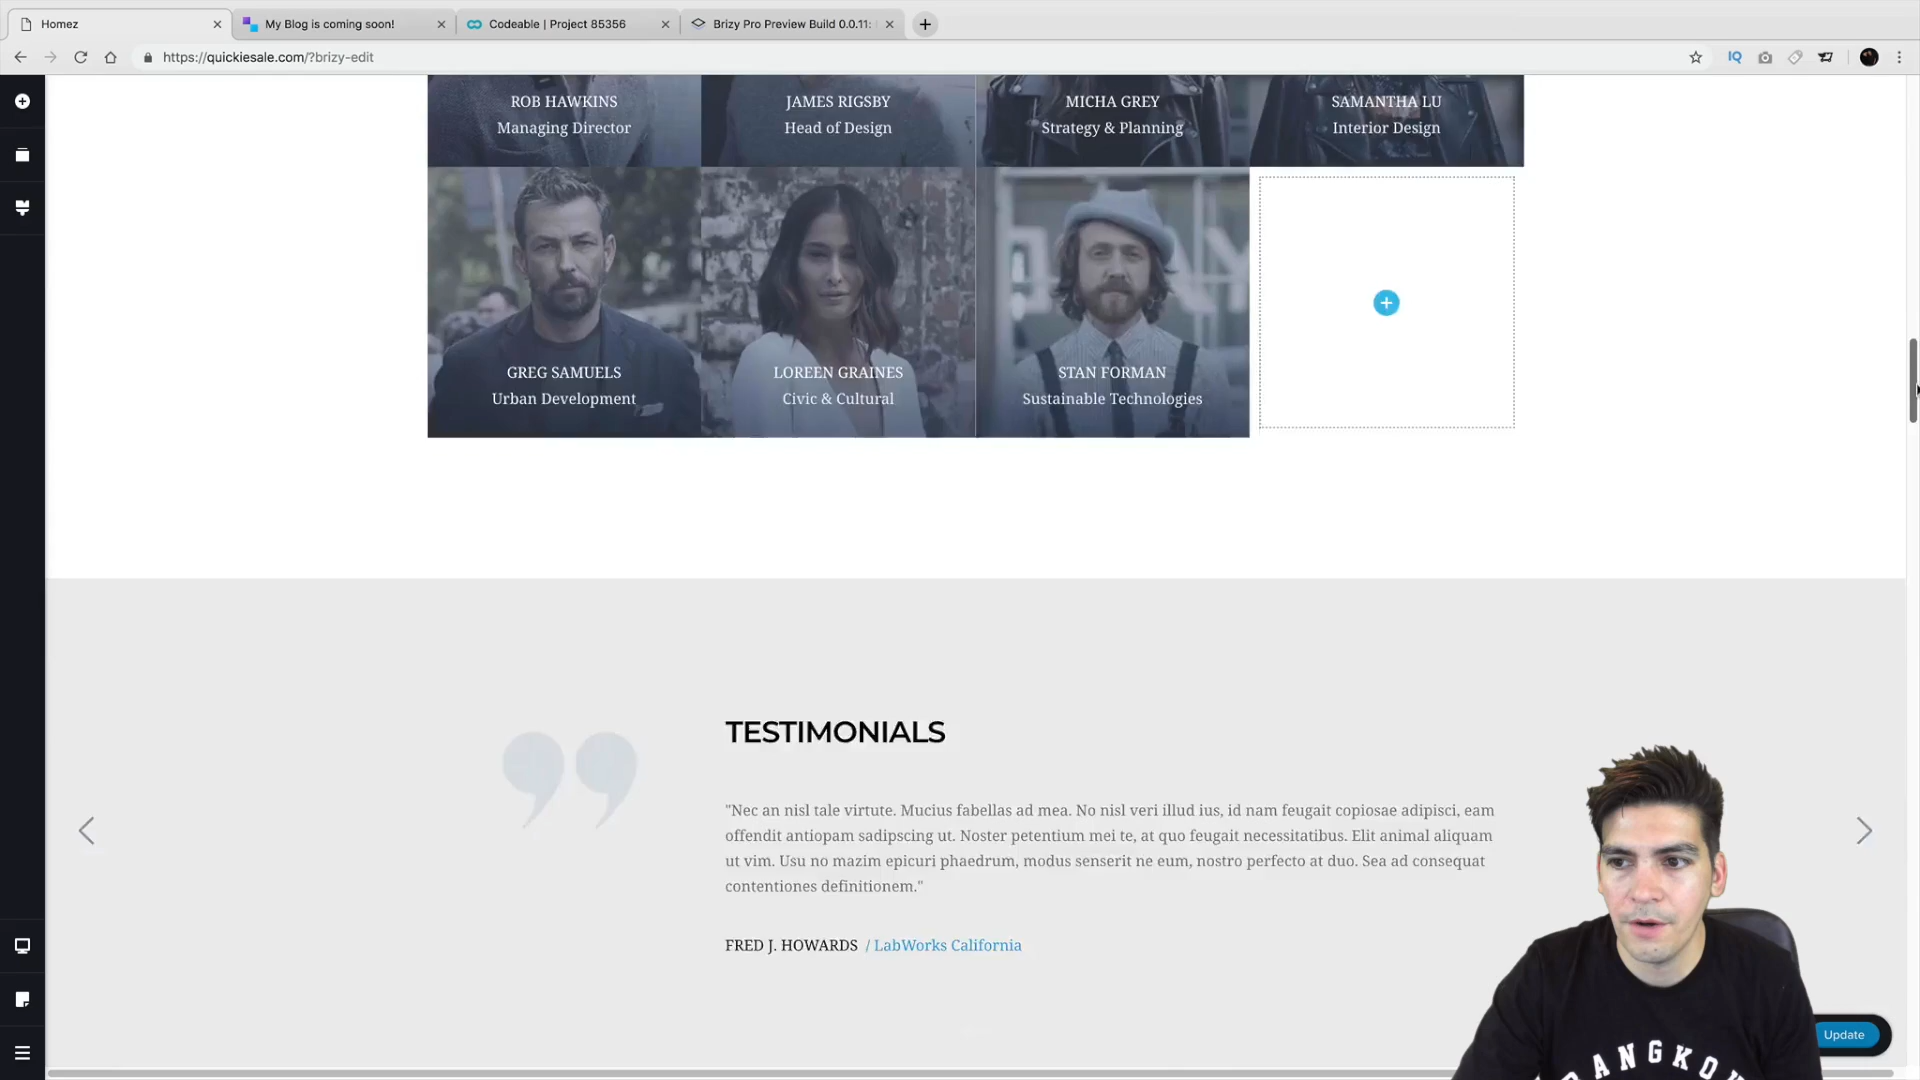 Homez
My Blog is coming soon!
Codeable | Project 85356
Brizy Pro Preview Build 0.0.11:
https://quickiesale.com/?brizy-edit
IQ
ROB HAWKINS
Managing Director
JAMES RIGSBY
Head of Design
MICHA GREY
Strategy & Planning
SAMANTHA LU
Interior Design
GREG SAMUELS
Urban Development
LOREEN GRAINES
Civic & Cultural
STAN FORMAN
Sustainable Technologies
TESTIMONIALS
"Nec an nisl tale virtute. Mucius fabellas ad mea. No nisl veri illud ius, id nam feugait copiosae adipisci, eam
offendit antiopam sadipscing ut. Noster petentium mei te, at quo feugait necessitatibus. Elit animal aliquam
ut vim. Usu no mazim epicuri phaedrum, modus senserit ne eum, nostro perfecto at duo. Sea ad consequat
contentiones definitionem."
FRED J. HOWARDS / LabWorks California
Update